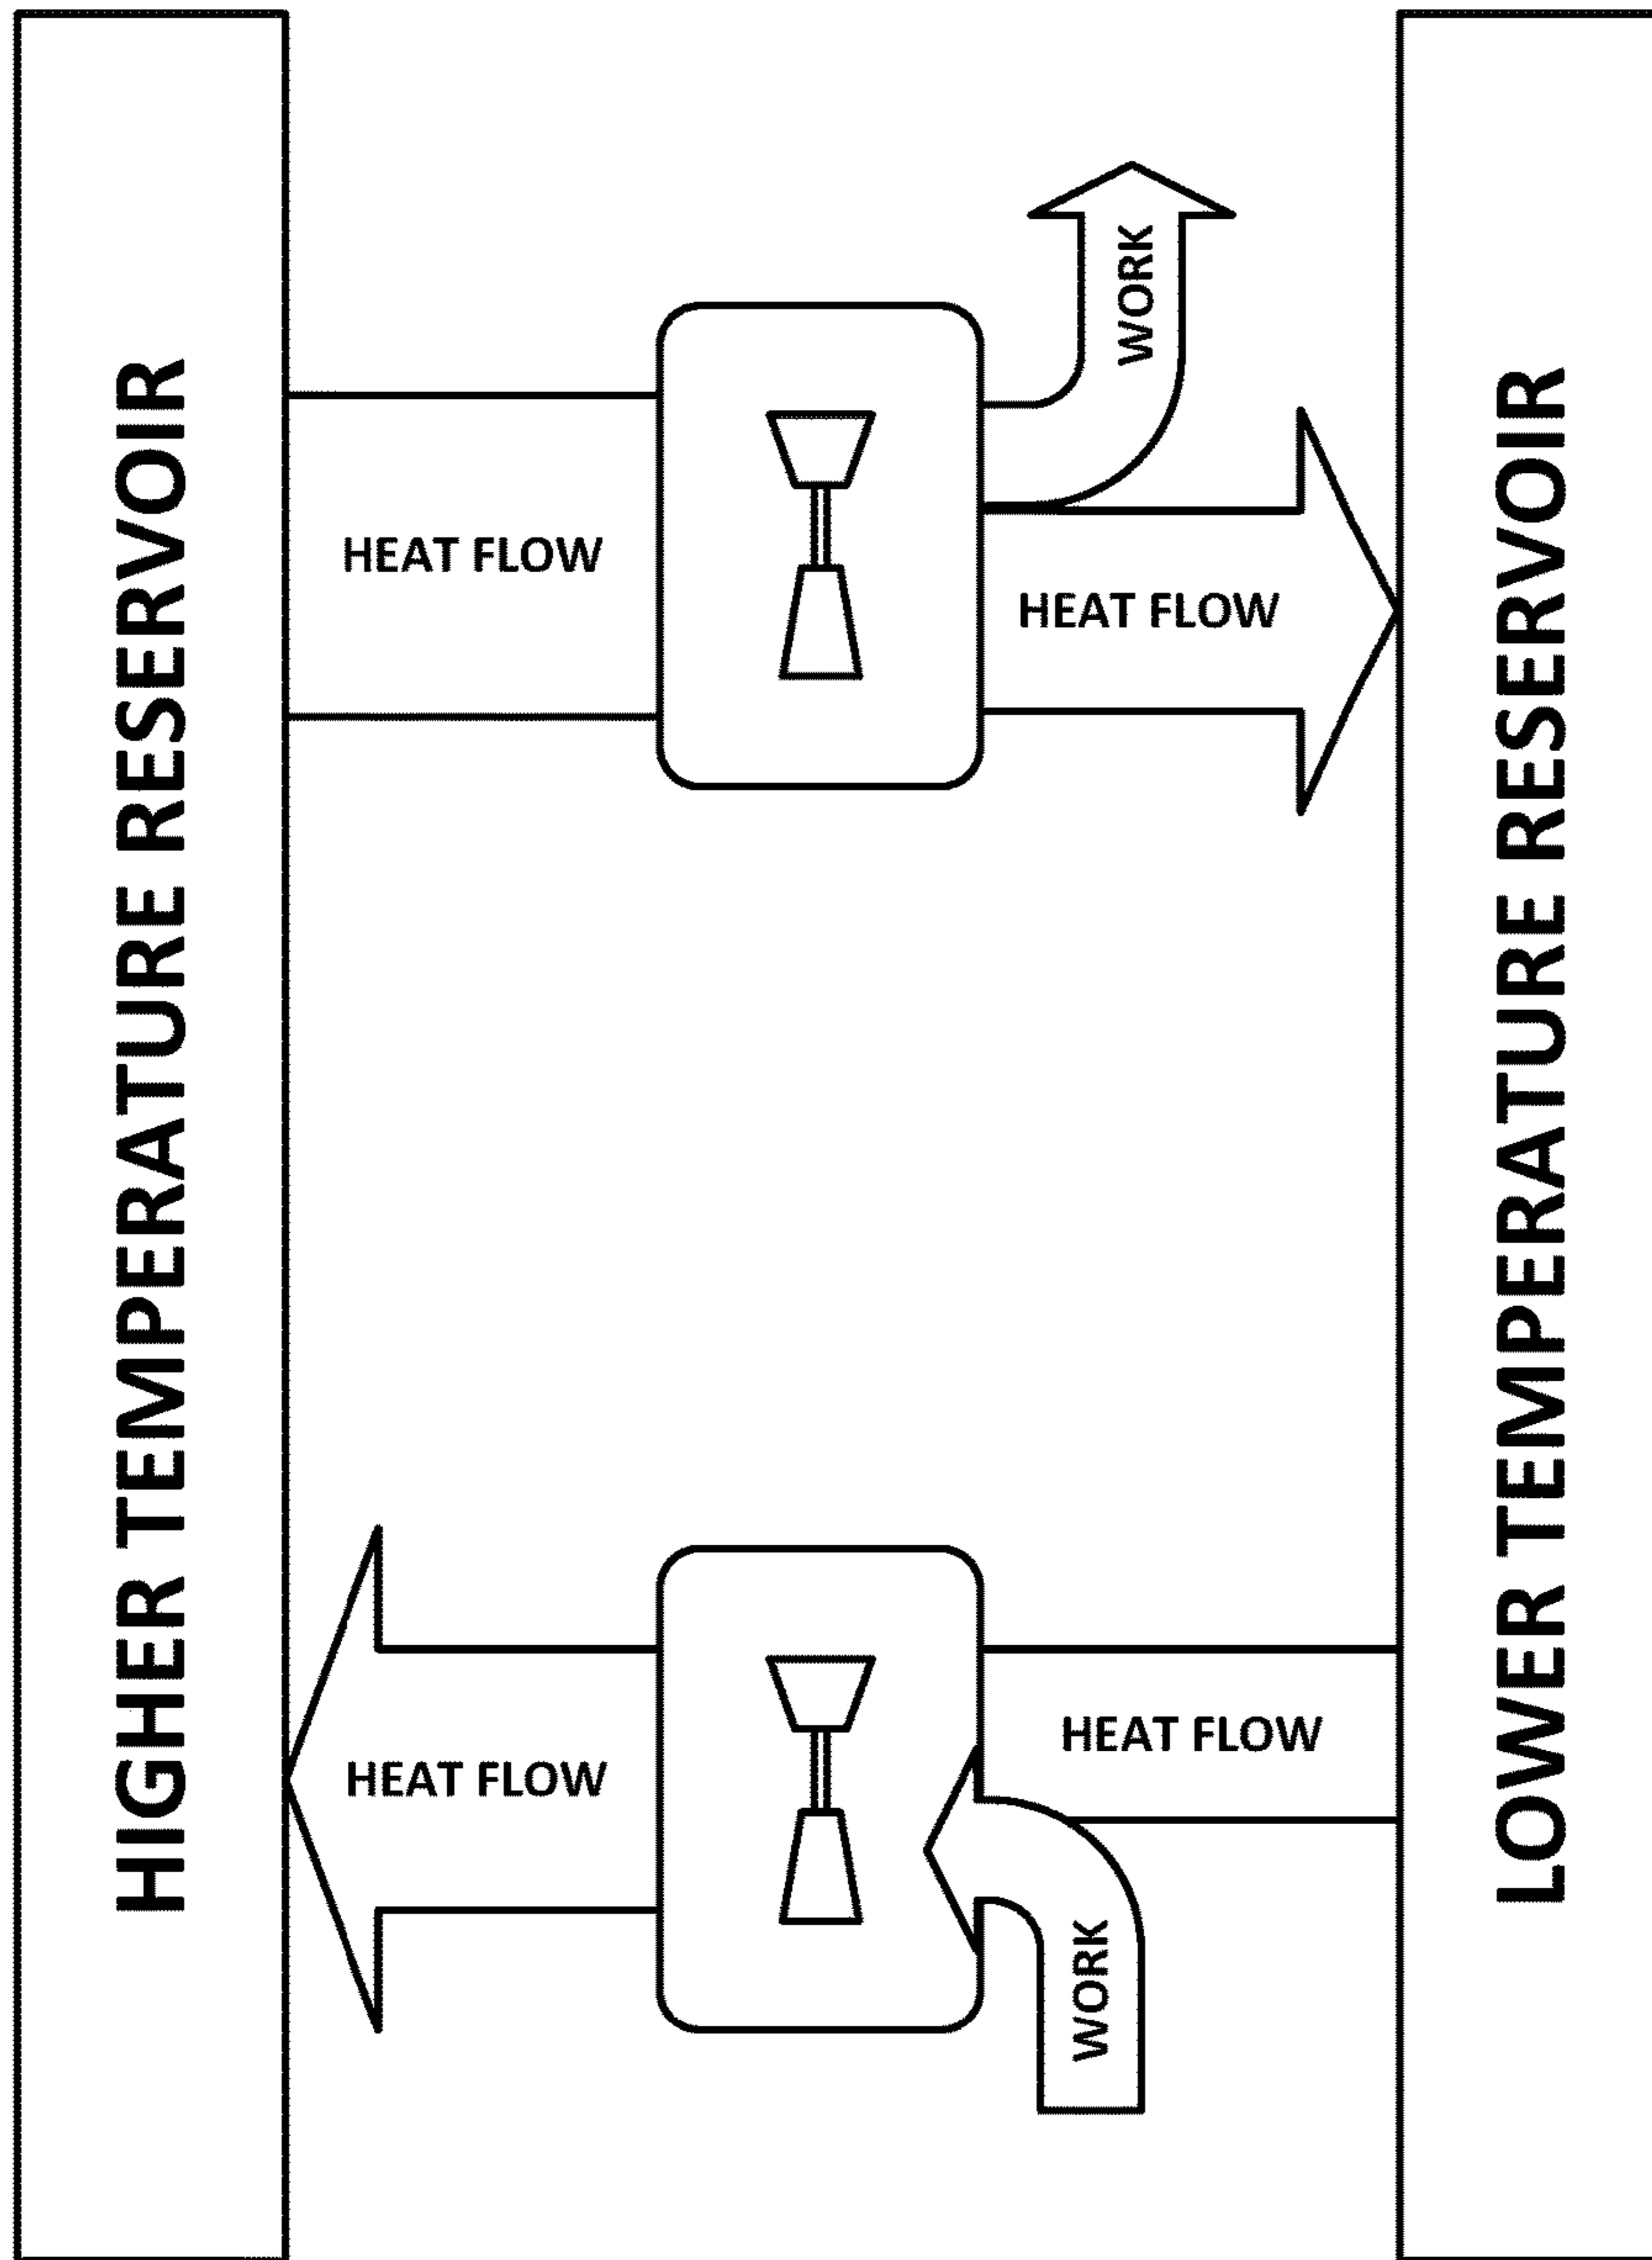 HIGHER TEMPERATURE RESERVOIR
HEAT FLOW
WORK
HEAT FLOW
HEAT FLOW
HEAT FLOW
WORK
LOWER TEMPERATURE RESERVOIR